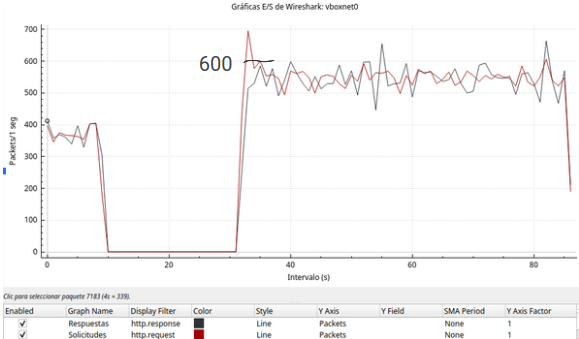 Gráficas E/S de Wireshark: vboxnet0
700
600
600
500
400
300
200
100
0
Packets/1 seg
0 20 40 60 80
Intervalo (s)
Clic para seleccionar paquete 7183 (4s = 339).
Enabled Graph Name Display Filter Color Style Y Axis Y Field SMA Period Y Axis Factor
Respuestas http.response Line Packets None 1
Solicitudes http.request Line Packets None 1